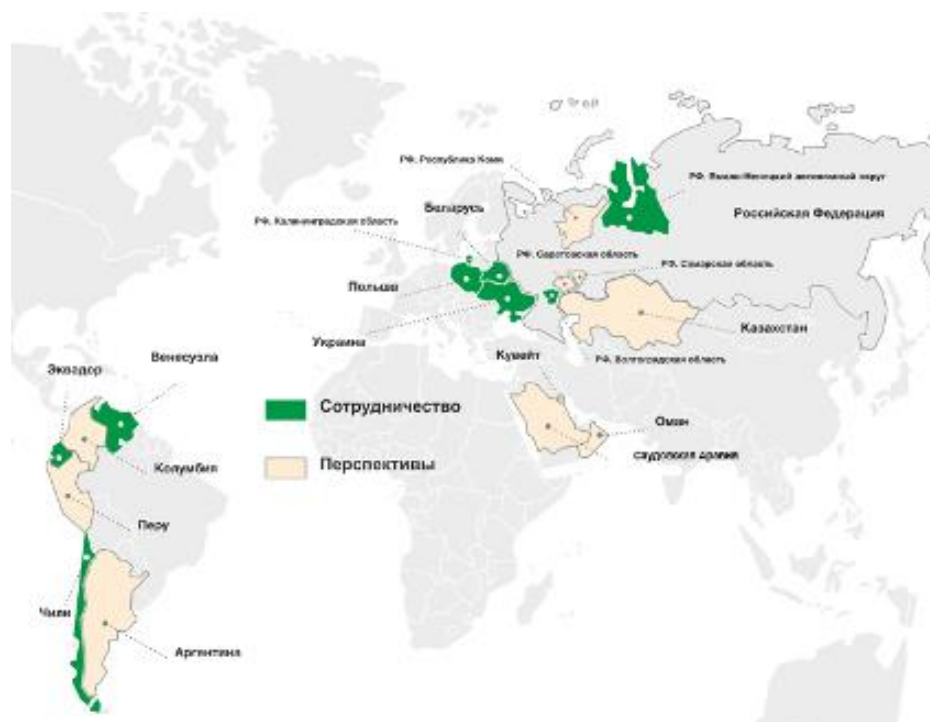 РФ. Республика Коми
РФ. Ямало-Ненецкий автономный округ
Беларусь
РФ. Калининградская область
Российская Федерация
РФ. Саратовская область
РФ. Самарская область
Польша
Украина
Казахстан
Кувейт
РФ. Волгоградская область
Венесуэла
Эквадор
Сотрудничество
Оман
Саудовская Аравия
Колумбия
Перспективы
Перу
Чили
Аргентина